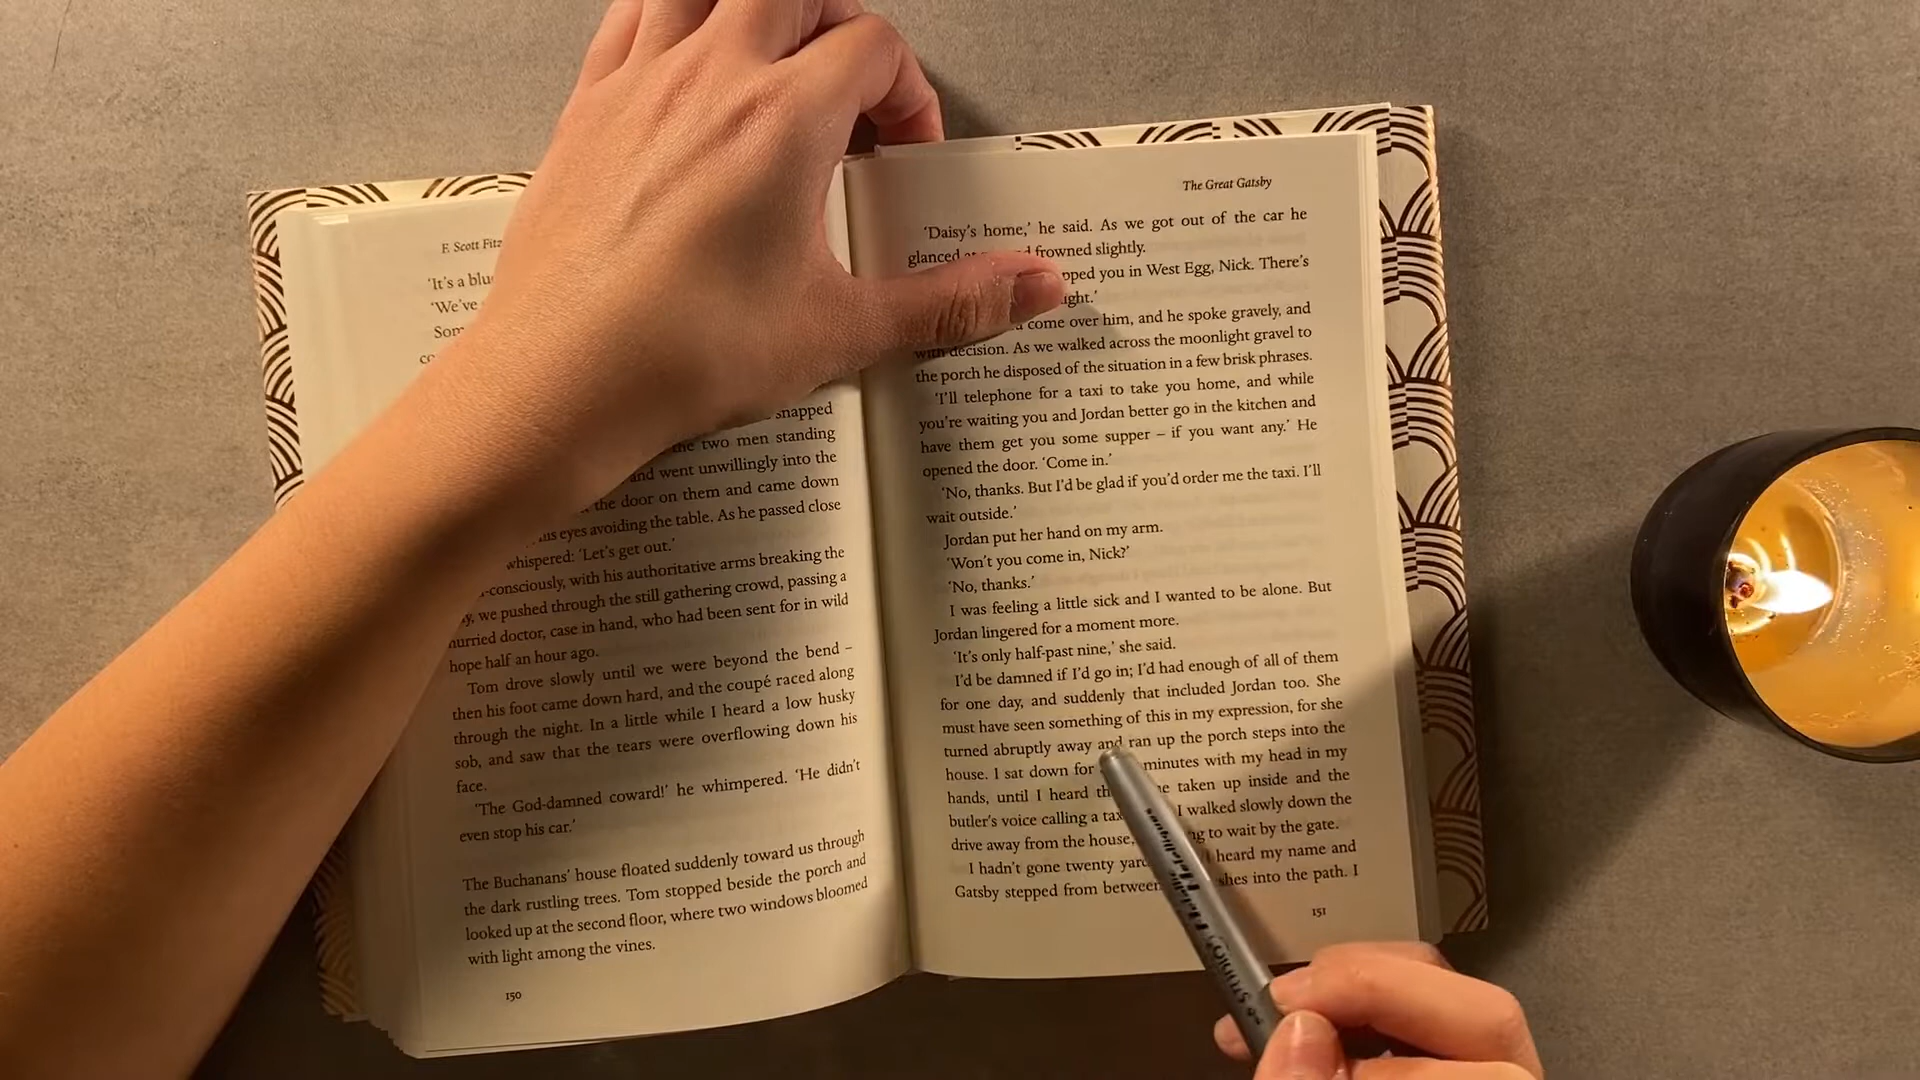 F. Scott
'It's a
'We've

snapped
the two men standing
and went unwillingly into the
the door on them and came down
his eyes avoiding the table. As he passed close
whispered: 'Let's get out.'
-consciously, with his authoritative arms breaking the
we pushed through the still gathering crowd, passing a
hurried doctor, case in hand, who had been sent for in wild
hope half an hour ago.
Tom drove slowly until we were beyond the bend –
then his foot came down hard, and the coupé raced along
through the night. In a little while I heard a low husky
sob, and saw that the tears were overflowing down his
face.
'The God-damned coward!' he whimpered. 'He didn't
even stop his car.'
The Buchanans' house floated suddenly toward us through
the dark rustling trees. Tom stopped beside the porch and
looked up at the second floor, where two windows bloomed
with light among the vines.
150
The Great Gatsby
'Daisy's home,' he said. As we got out of the car he
glanced frowned slightly.
you in West Egg, Nick. There's
come over him, and he spoke gravely, and
with decision. As we walked across the moonlight gravel to
the porch he disposed of the situation in a few brisk phrases.
'I'll telephone for a taxi to take you home, and while
you're waiting you and Jordan better go in the kitchen and
have them get you some supper – if you want any.' He
opened the door. 'Come in.'
'No, thanks. But I'd be glad if you'd order me the taxi. I'll
wait outside.'
Jordan put her hand on my arm.
'Won't you come in, Nick?'
'No, thanks.'
I was feeling a little sick and I wanted to be alone. But
Jordan lingered for a moment more.
'It's only half-past nine,' she said.
I'd be damned if I'd go in; I'd had enough of all of them
for one day, and suddenly that included Jordan too. She
must have seen something of this in my expression, for she
turned abruptly away and ran up the porch steps into the
house. I sat down for minutes with my head in my
hands, until I heard taken up inside and the
butler's voice calling a I walked slowly down the
drive away from the house, to wait by the gate.
I hadn't gone twenty heard my name and
Gatsby stepped from between into the path. I
151
STUDIO